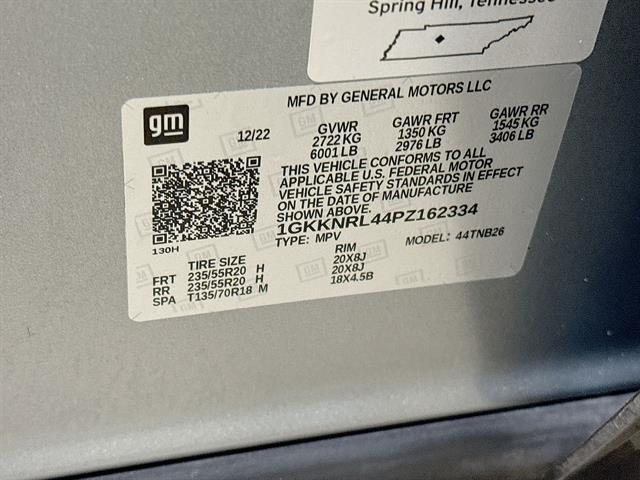 Spring Hill, Tennessee
MFD BY GENERAL MOTORS LLC
gm
12/22
GVWR GAWR FRT GAWR RR
2722 KG 1350 KG 1545 KG
6001 LB 2976 LB 3406 LB
THIS VEHICLE CONFORMS TO ALL
APPLICABLE U.S. FEDERAL MOTOR
VEHICLE SAFETY STANDARDS IN EFFECT
ON THE DATE OF MANUFACTURE
SHOWN ABOVE.
1GKKNRL44PZ162334
130H
TYPE: MPV MODEL: 44TNB26
TIRE SIZE RIM
FRT 235/55R20 H 20X8J
RR 235/55R20 H 20X8J
SPA T135/70R18 M 18X4.5B